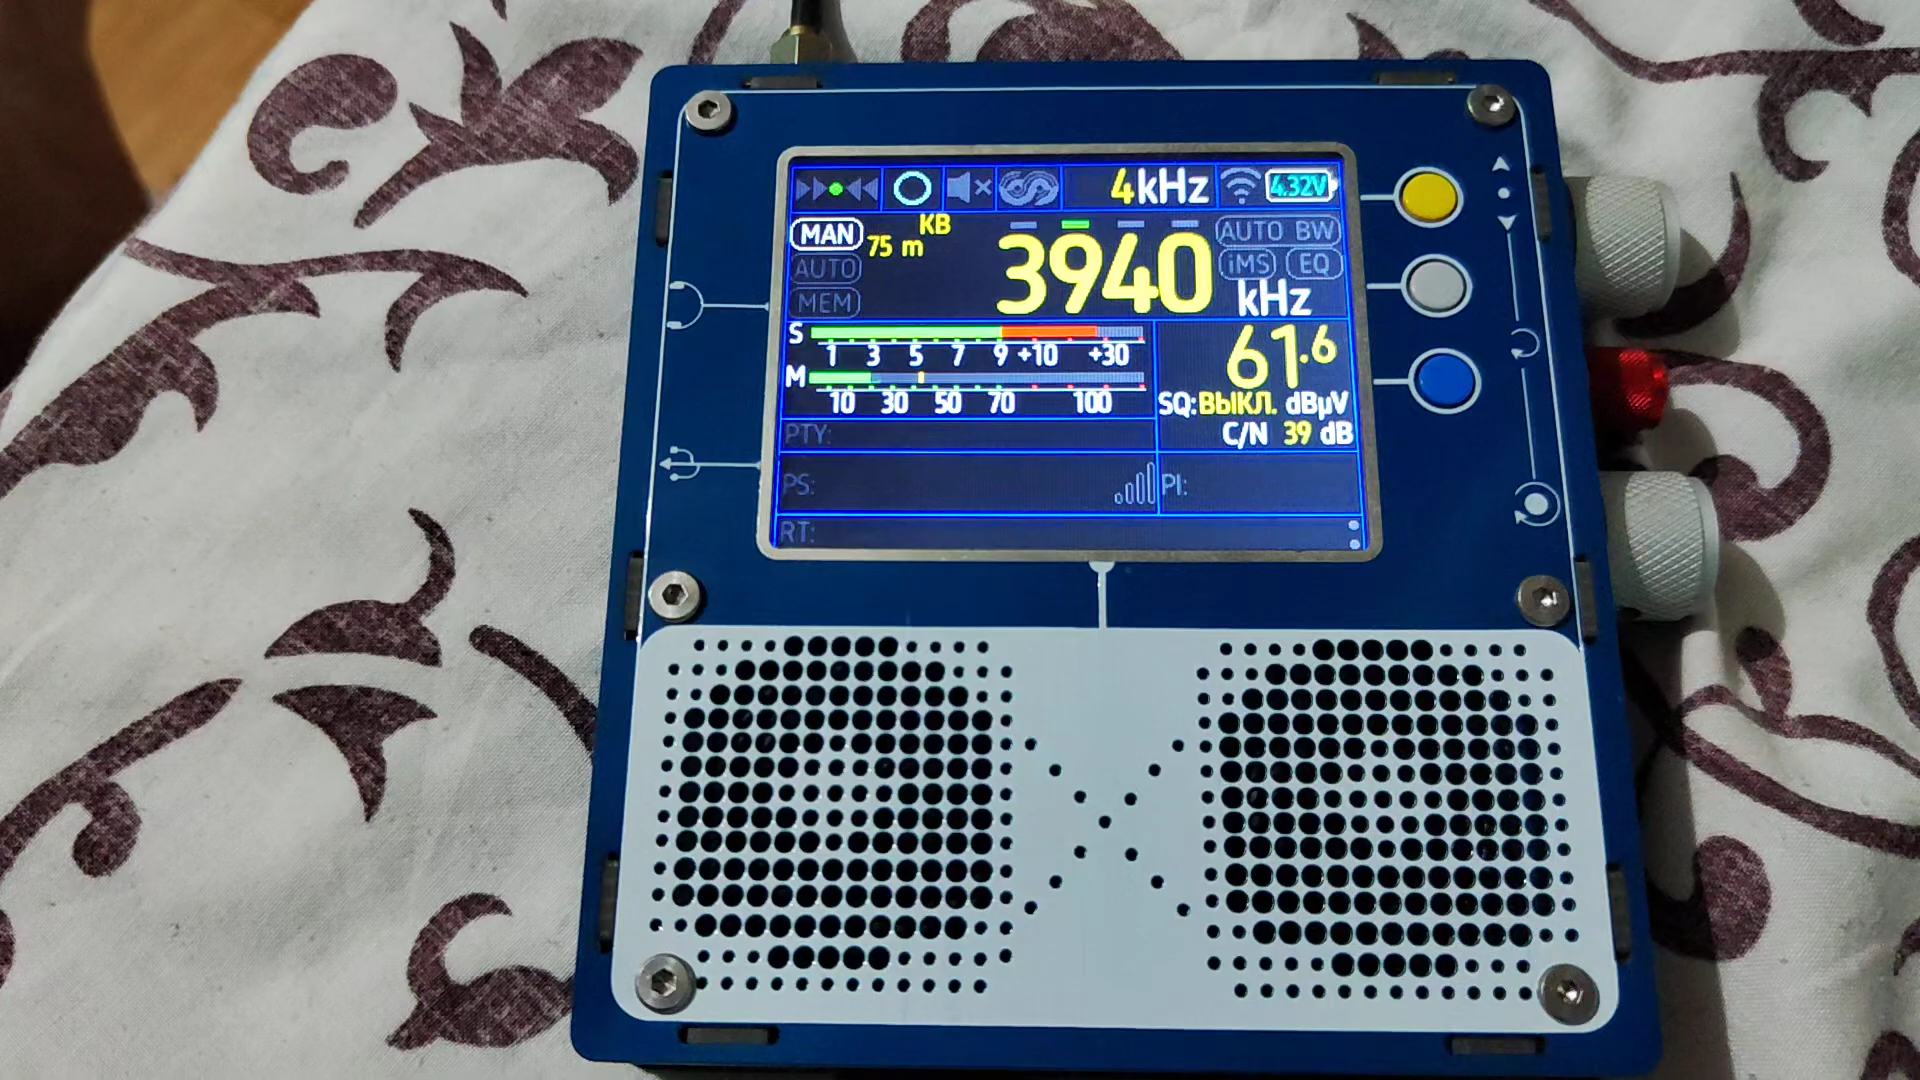 4kHz 4.32V
MAN 75 m КВ 3940 kHz AUTO BW
AUTO iMS EQ
MEM
S
1 3 5 7 9 +10 +30
M
10 30 50 70 100
61.6
SQ:ВЫКЛ. dBµV
C/N 39 dB
PTY:
PS: PI:
RT: